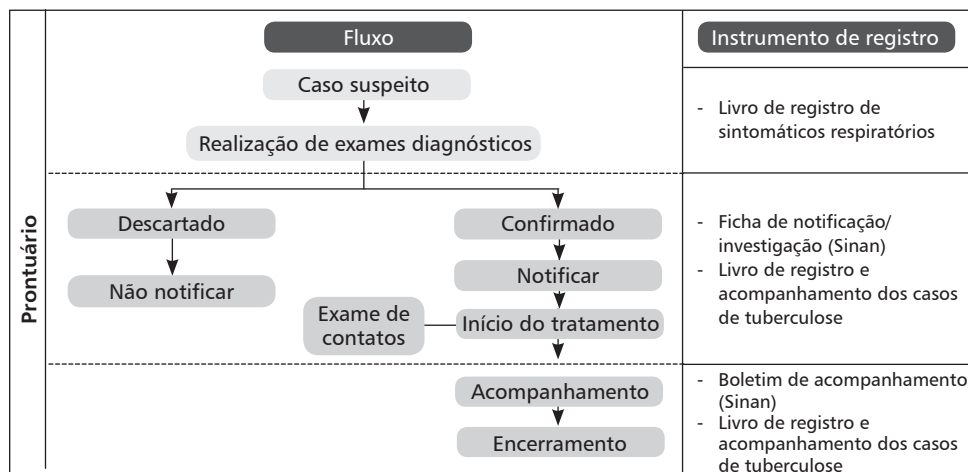 Fluxo
Instrumento de registro
Prontuário
Caso suspeito
Realização de exames diagnósticos
- Livro de registro de
sintomáticos respiratórios
Descartado
Não notificar
Confirmado
Notificar
Exame de
contatos
Início do tratamento
- Ficha de notificação/
investigação (Sinan)
- Livro de registro e
acompanhamento dos casos
de tuberculose
Acompanhamento
Encerramento
- Boletim de acompanhamento
(Sinan)
- Livro de registro e
acompanhamento dos casos
de tuberculose